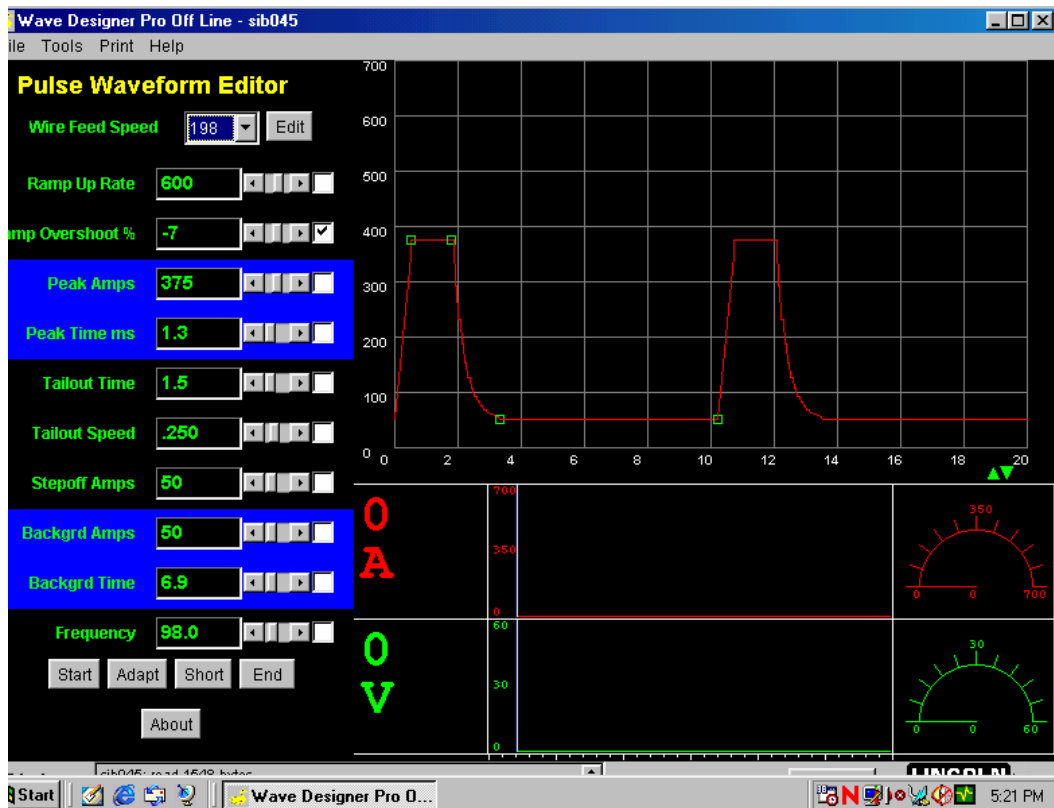 Wave Designer Pro Off Line - sib045
ile Tools Print Help
Pulse Waveform Editor
Wire Feed Speed 198 Edit
Ramp Up Rate 600
mp Overshoot % -7
Peak Amps 375
Peak Time ms 1.3
Tailout Time 1.5
Tailout Speed .250
Stepoff Amps 50
Backgrd Amps 50
Backgrd Time 6.9
Frequency 98.0
Start Adapt Short End
About
700
600
500
400
300
200
100
0
0 2 4 6 8 10 12 14 16 18 20
0 A
700
350
0
350
0 0 700
0 V
60
30
0
30
0 0 60
sib045: read 1548 bytes
LINCOLN
Start Wave Designer Pro O... N 5:21 PM